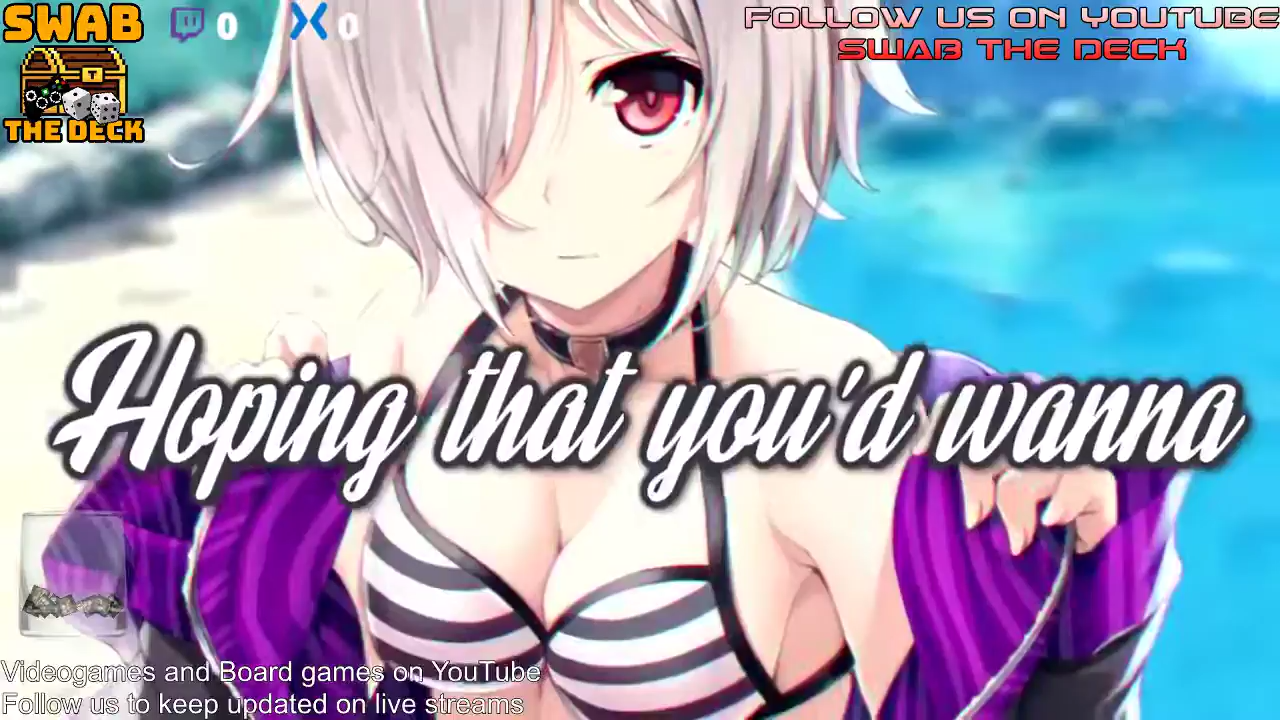 SWAB
THE DECK
0
0
FOLLOW US ON YOUTUBE
SWAB THE DECK
Hoping that you'd wanna
Videogames and Board games on YouTube
Follow us to keep updated on live streams